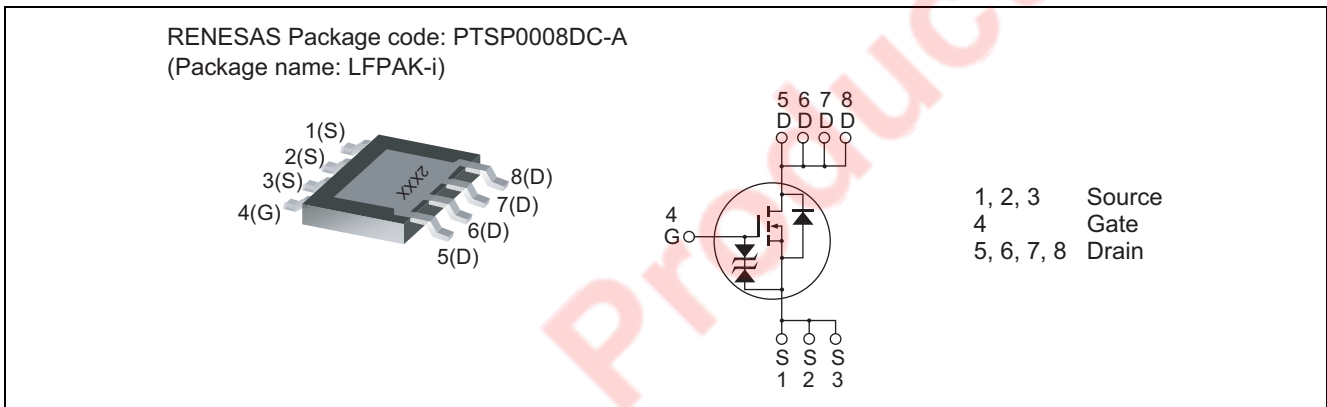 RENESAS Package code: PTSP0008DC-A
(Package name: LFPAK-i)
1(S)
2(S)
3(S)
4(G)
2XXX
8(D)
7(D)
6(D)
5(D)
5 6 7 8
D D D D
4
G
S S S
1 2 3
1, 2, 3 Source
4 Gate
5, 6, 7, 8 Drain
Produc